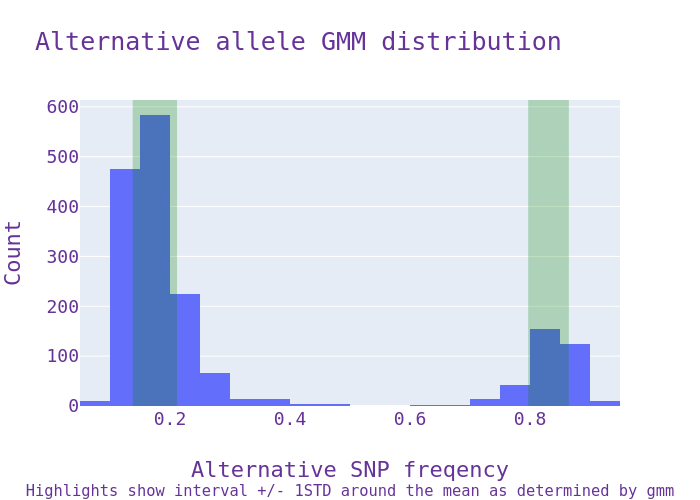 Alternative allele GMM distribution
600
500
400
300
200
100
0
Count
0.2 0.4 0.6 0.8
Alternative SNP freqency
Highlights show interval +/- 1STD around the mean as determined by gmm